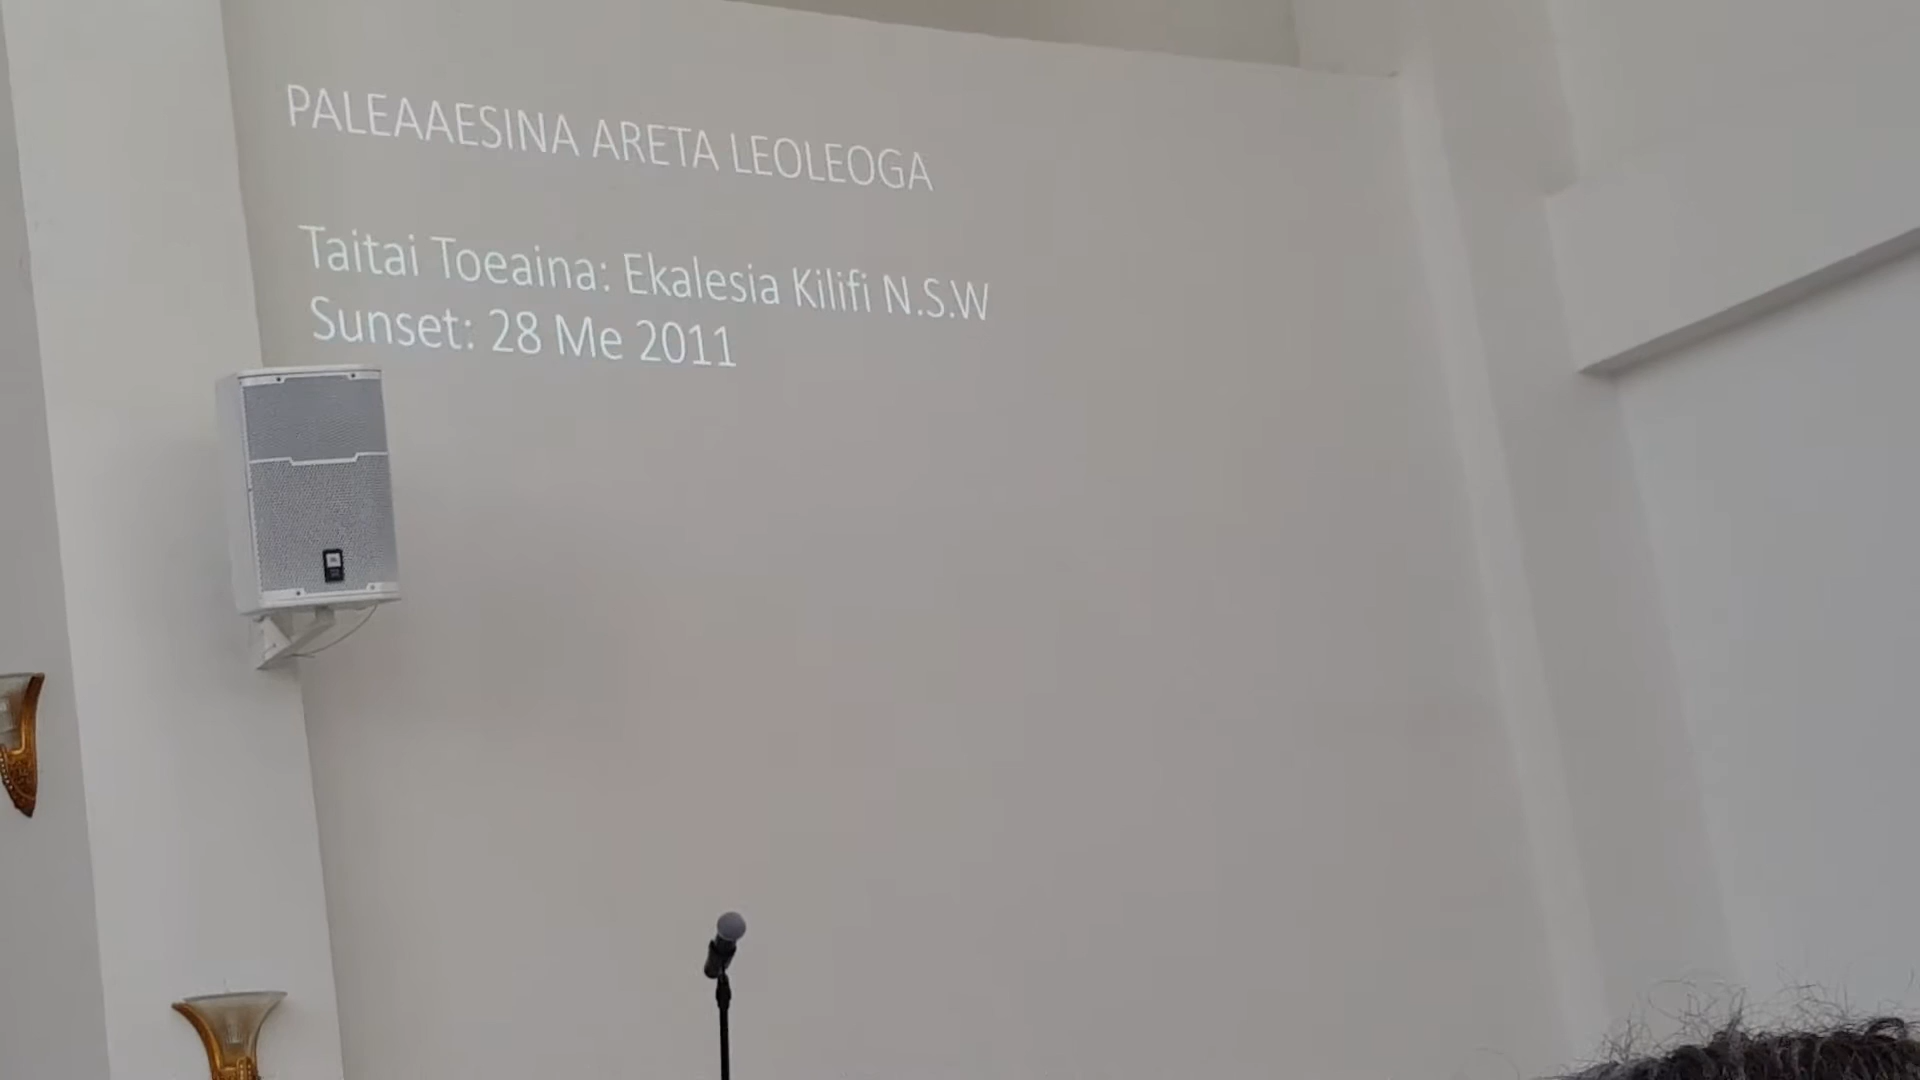 PALEAAESINA ARETA LEOLEOGA
Taitai Toeaina: Ekalesia Kilifi N.S.W
Sunset: 28 Me 2011